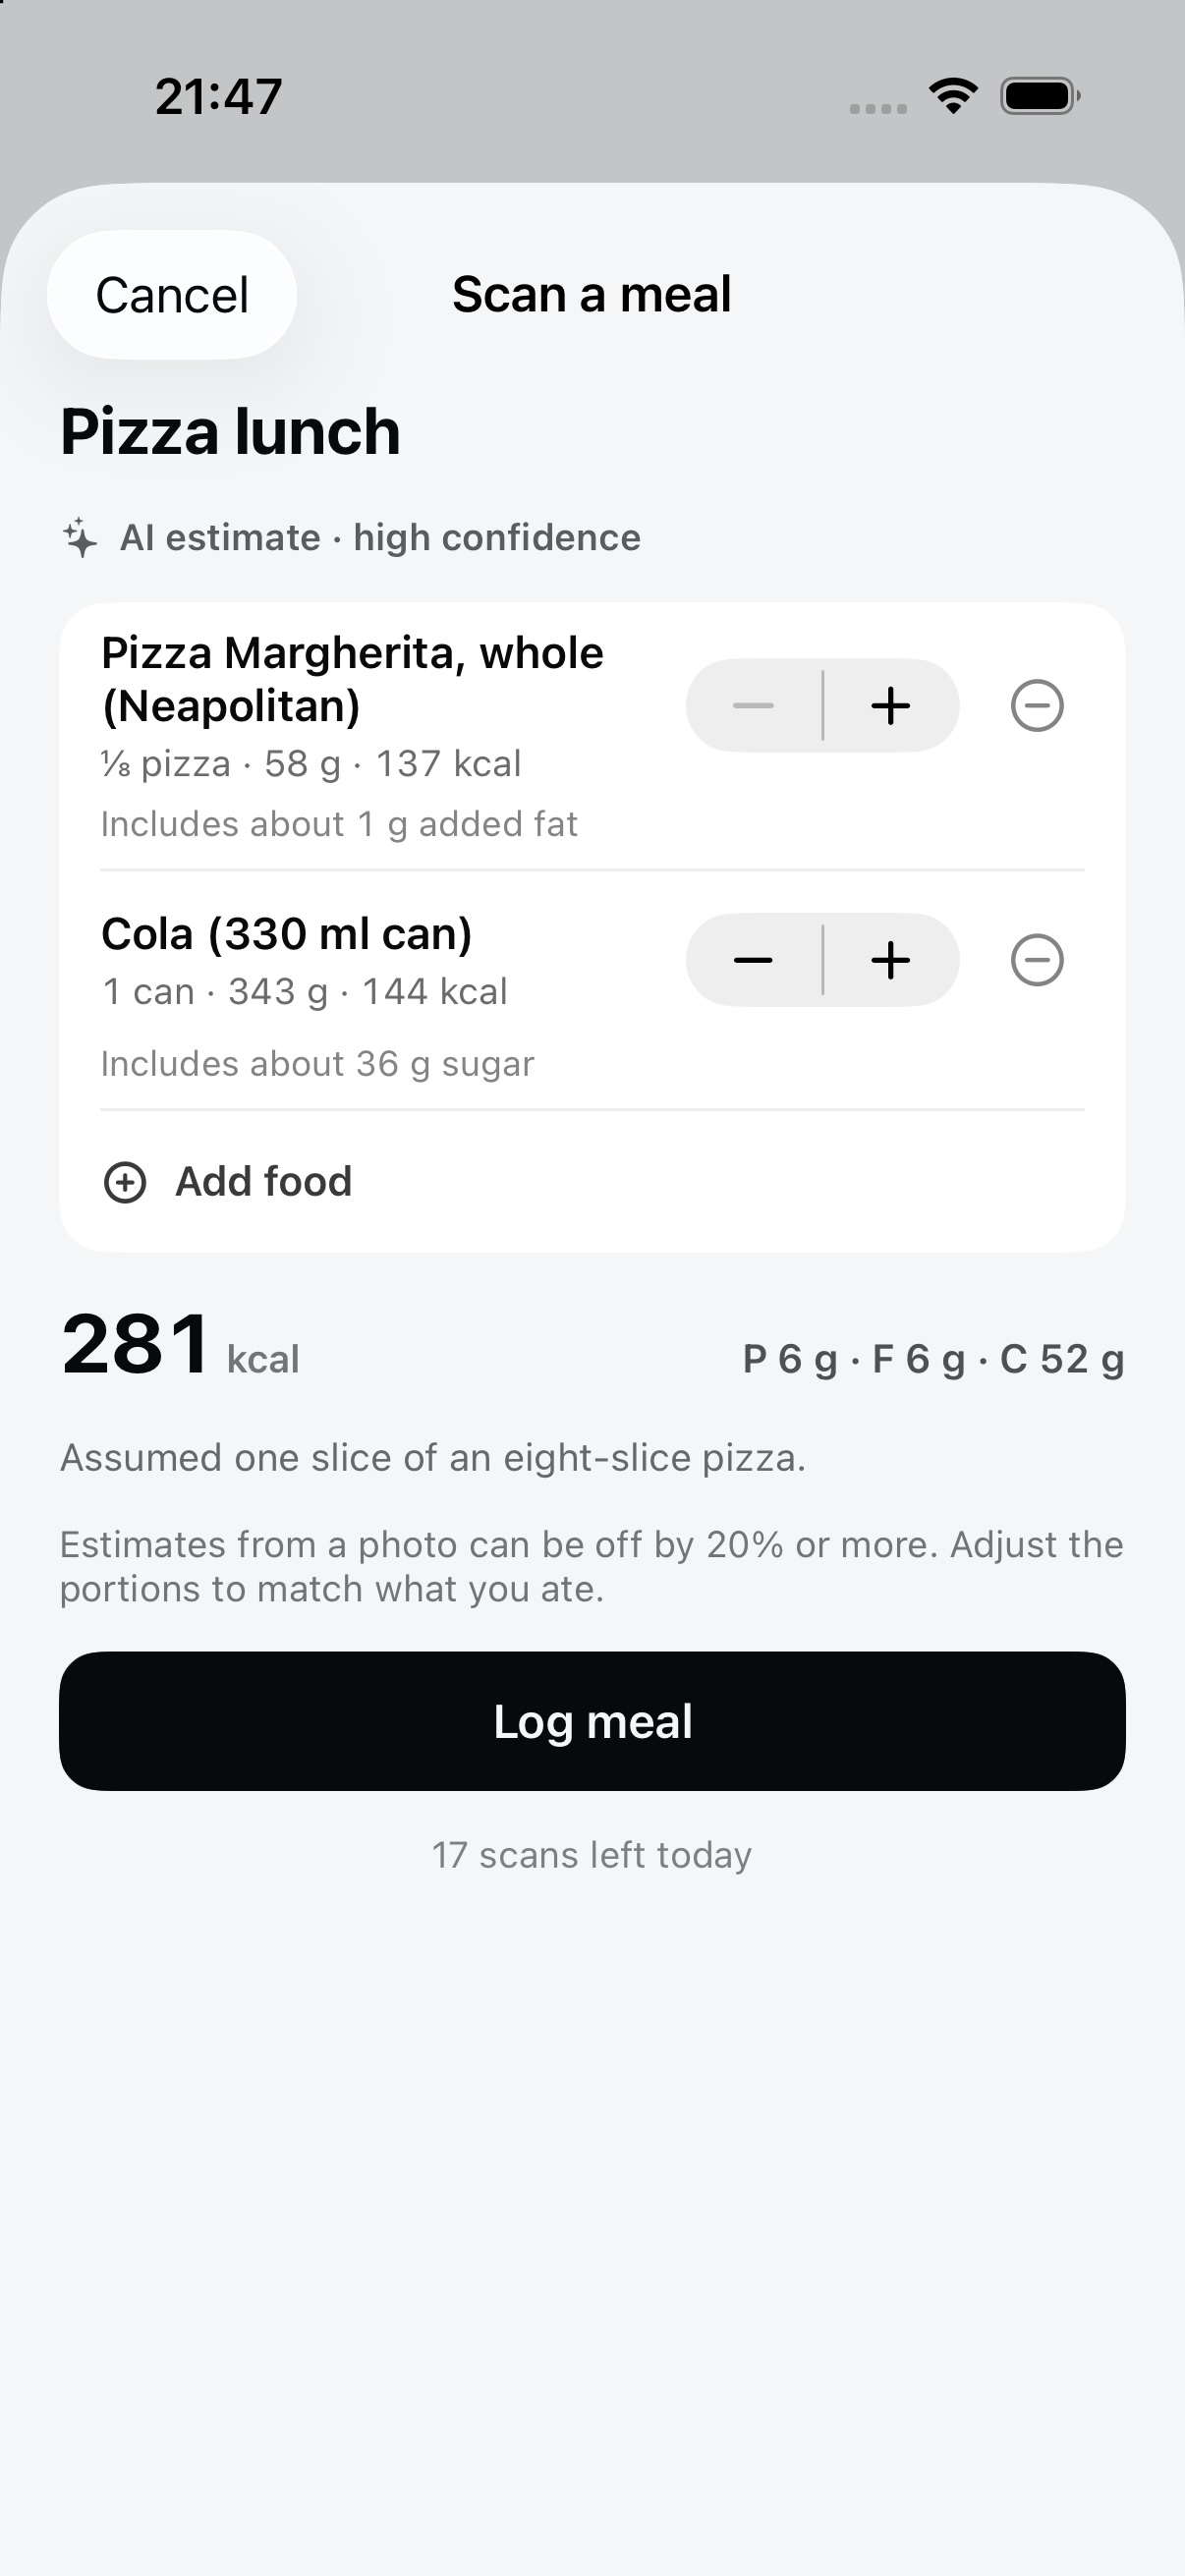 21:47
Cancel
Scan a meal
Pizza lunch
AI estimate · high confidence
Pizza Margherita, whole
(Neapolitan)
⅛ pizza · 58 g · 137 kcal
Includes about 1 g added fat
Cola (330 ml can)
1 can · 343 g · 144 kcal
Includes about 36 g sugar
Add food
281 kcal
P 6 g · F 6 g · C 52 g
Assumed one slice of an eight-slice pizza.
Estimates from a photo can be off by 20% or more. Adjust the
portions to match what you ate.
Log meal
17 scans left today